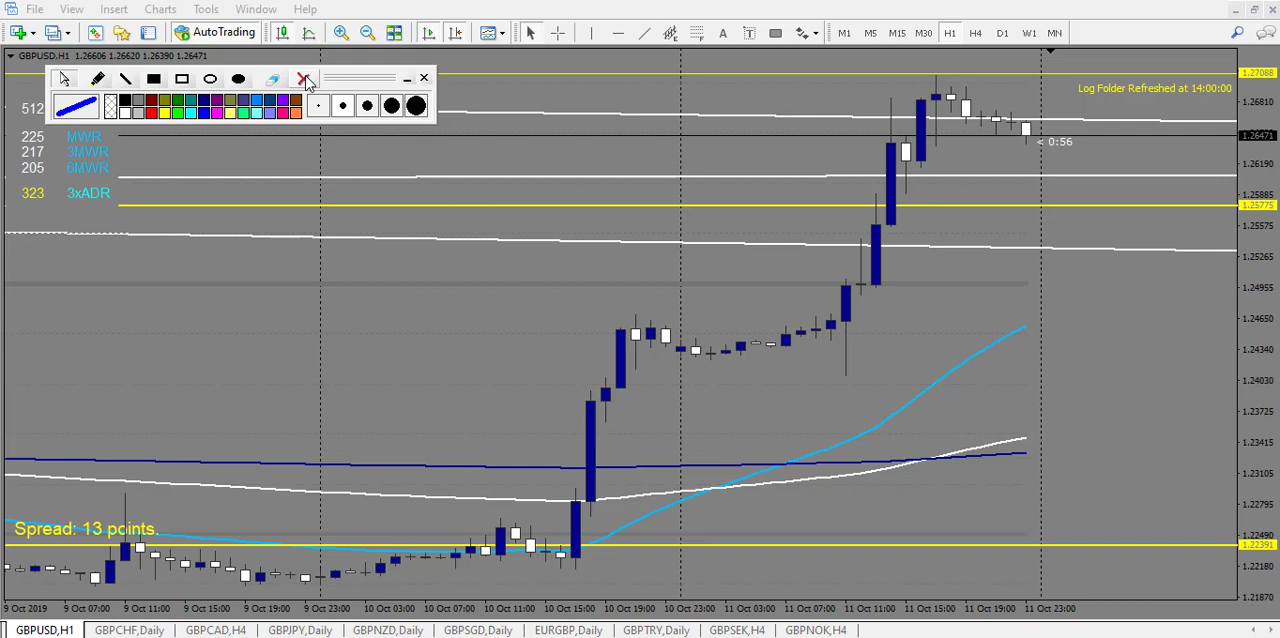 File View Insert Charts Tools Window Help
AutoTrading M1 M5 M15 M30 H1 H4 D1 W1 MN
GBPUSD,H1 1.26606 1.26620 1.26390 1.26471
512
225 MWR
217 3MWR
205 6MWR
323 3xADR
Log Folder Refreshed at 14:00:00
< 0:56
Spread: 13 points.
1.27088
1.26810
1.26471
1.26190
1.25885
1.25775
1.25575
1.25265
1.24955
1.24650
1.24340
1.24030
1.23725
1.23415
1.23105
1.22795
1.22490
1.22391
1.22180
1.21870
9 Oct 2019 9 Oct 07:00 9 Oct 11:00 9 Oct 15:00 9 Oct 19:00 9 Oct 23:00 10 Oct 03:00 10 Oct 07:00 10 Oct 11:00 10 Oct 15:00 10 Oct 19:00 10 Oct 23:00 11 Oct 03:00 11 Oct 07:00 11 Oct 11:00 11 Oct 15:00 11 Oct 19:00 11 Oct 23:00
GBPUSD,H1 GBPCHF,Daily GBPCAD,H4 GBPJPY,Daily GBPNZD,Daily GBPSGD,Daily EURGBP,Daily GBPTRY,Daily GBPSEK,H4 GBPNOK,H4